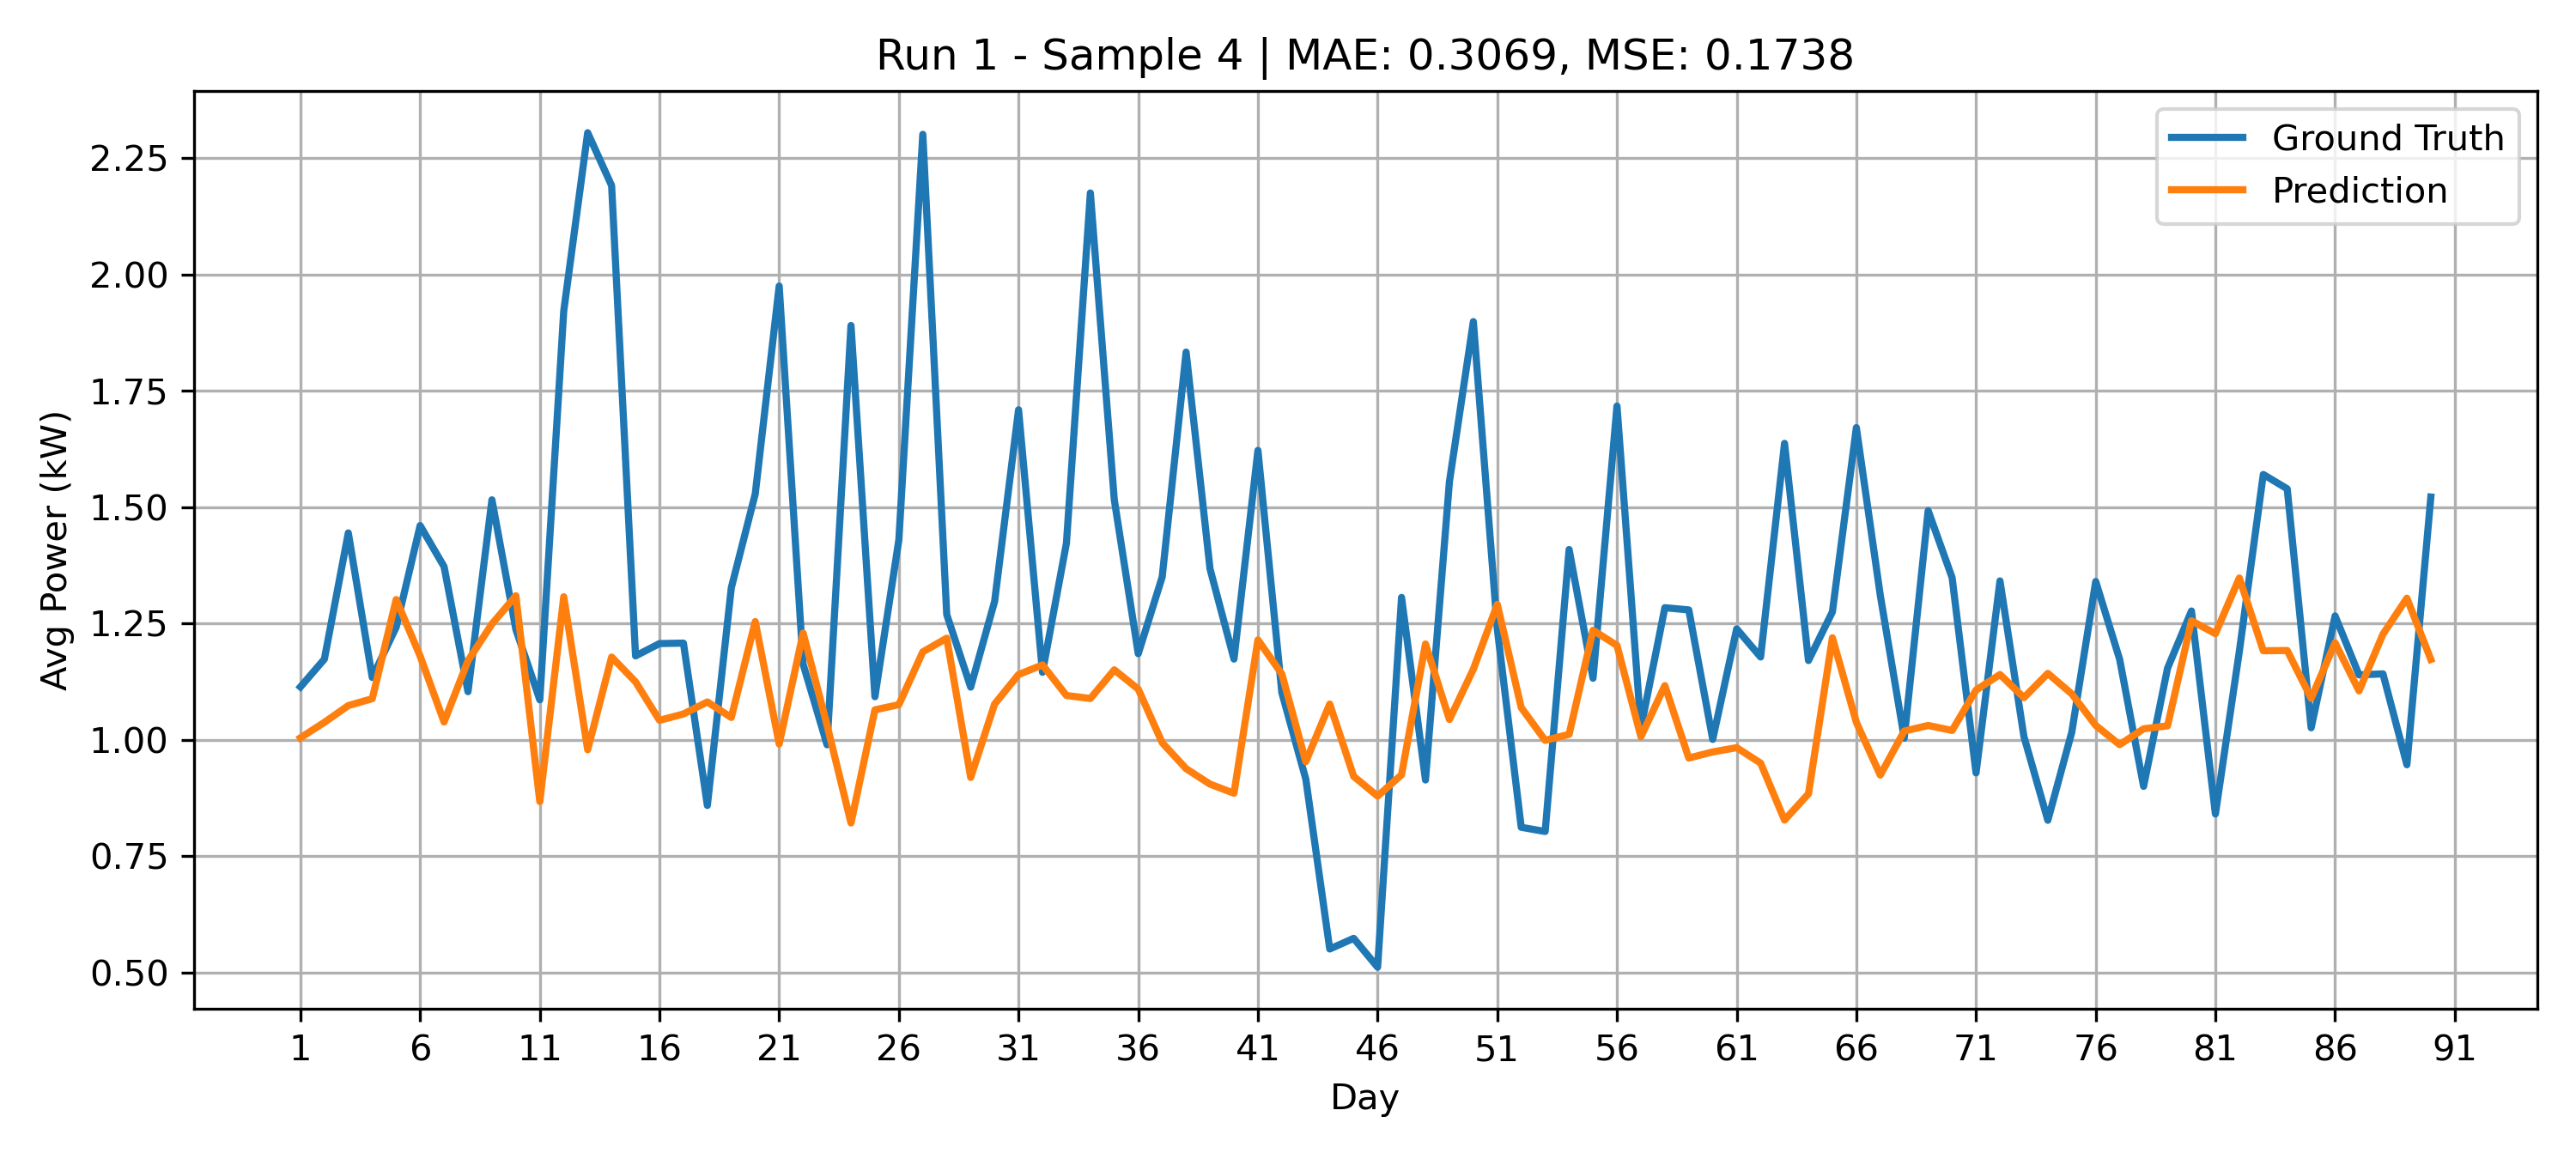 Run 1 - Sample 4 | MAE: 0.3069, MSE: 0.1738
Ground Truth
Prediction
Avg Power (kW)
2.25
2.00
1.75
1.50
1.25
1.00
0.75
0.50
1 6 11 16 21 26 31 36 41 46 51 56 61 66 71 76 81 86 91
Day